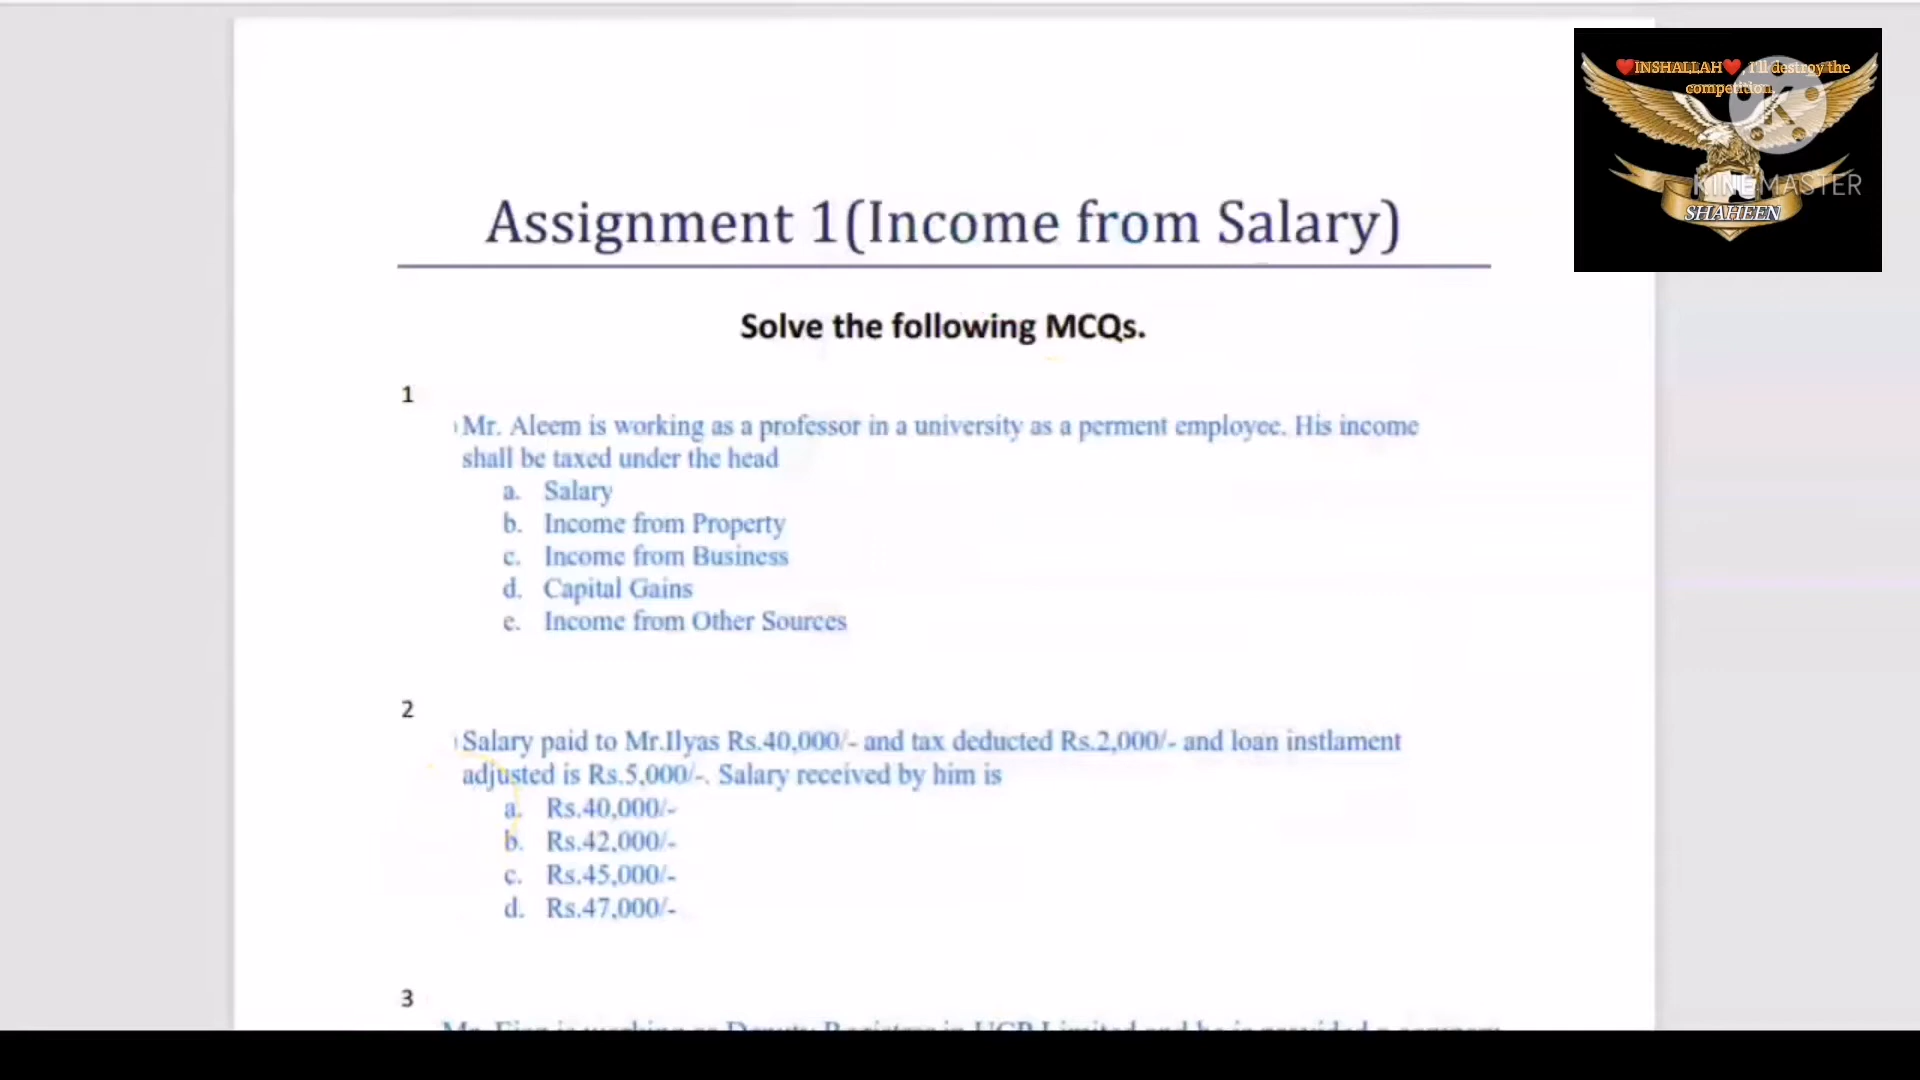 ❤️INSHALLAH❤️, I'll destroy the
competition.
KINEMASTER
SHAHEEN
Assignment 1(Income from Salary)
Solve the following MCQs.
1
Mr. Aleem is working as a professor in a university as a perment employee. His income
shall be taxed under the head
a. Salary
b. Income from Property
c. Income from Business
d. Capital Gains
e. Income from Other Sources
2
Salary paid to Mr.Ilyas Rs.40,000/- and tax deducted Rs.2,000/- and loan instlament
adjusted is Rs.5,000/-. Salary received by him is
a. Rs.40,000/-
b. Rs.42,000/-
c. Rs.45,000/-
d. Rs.47,000/-
3